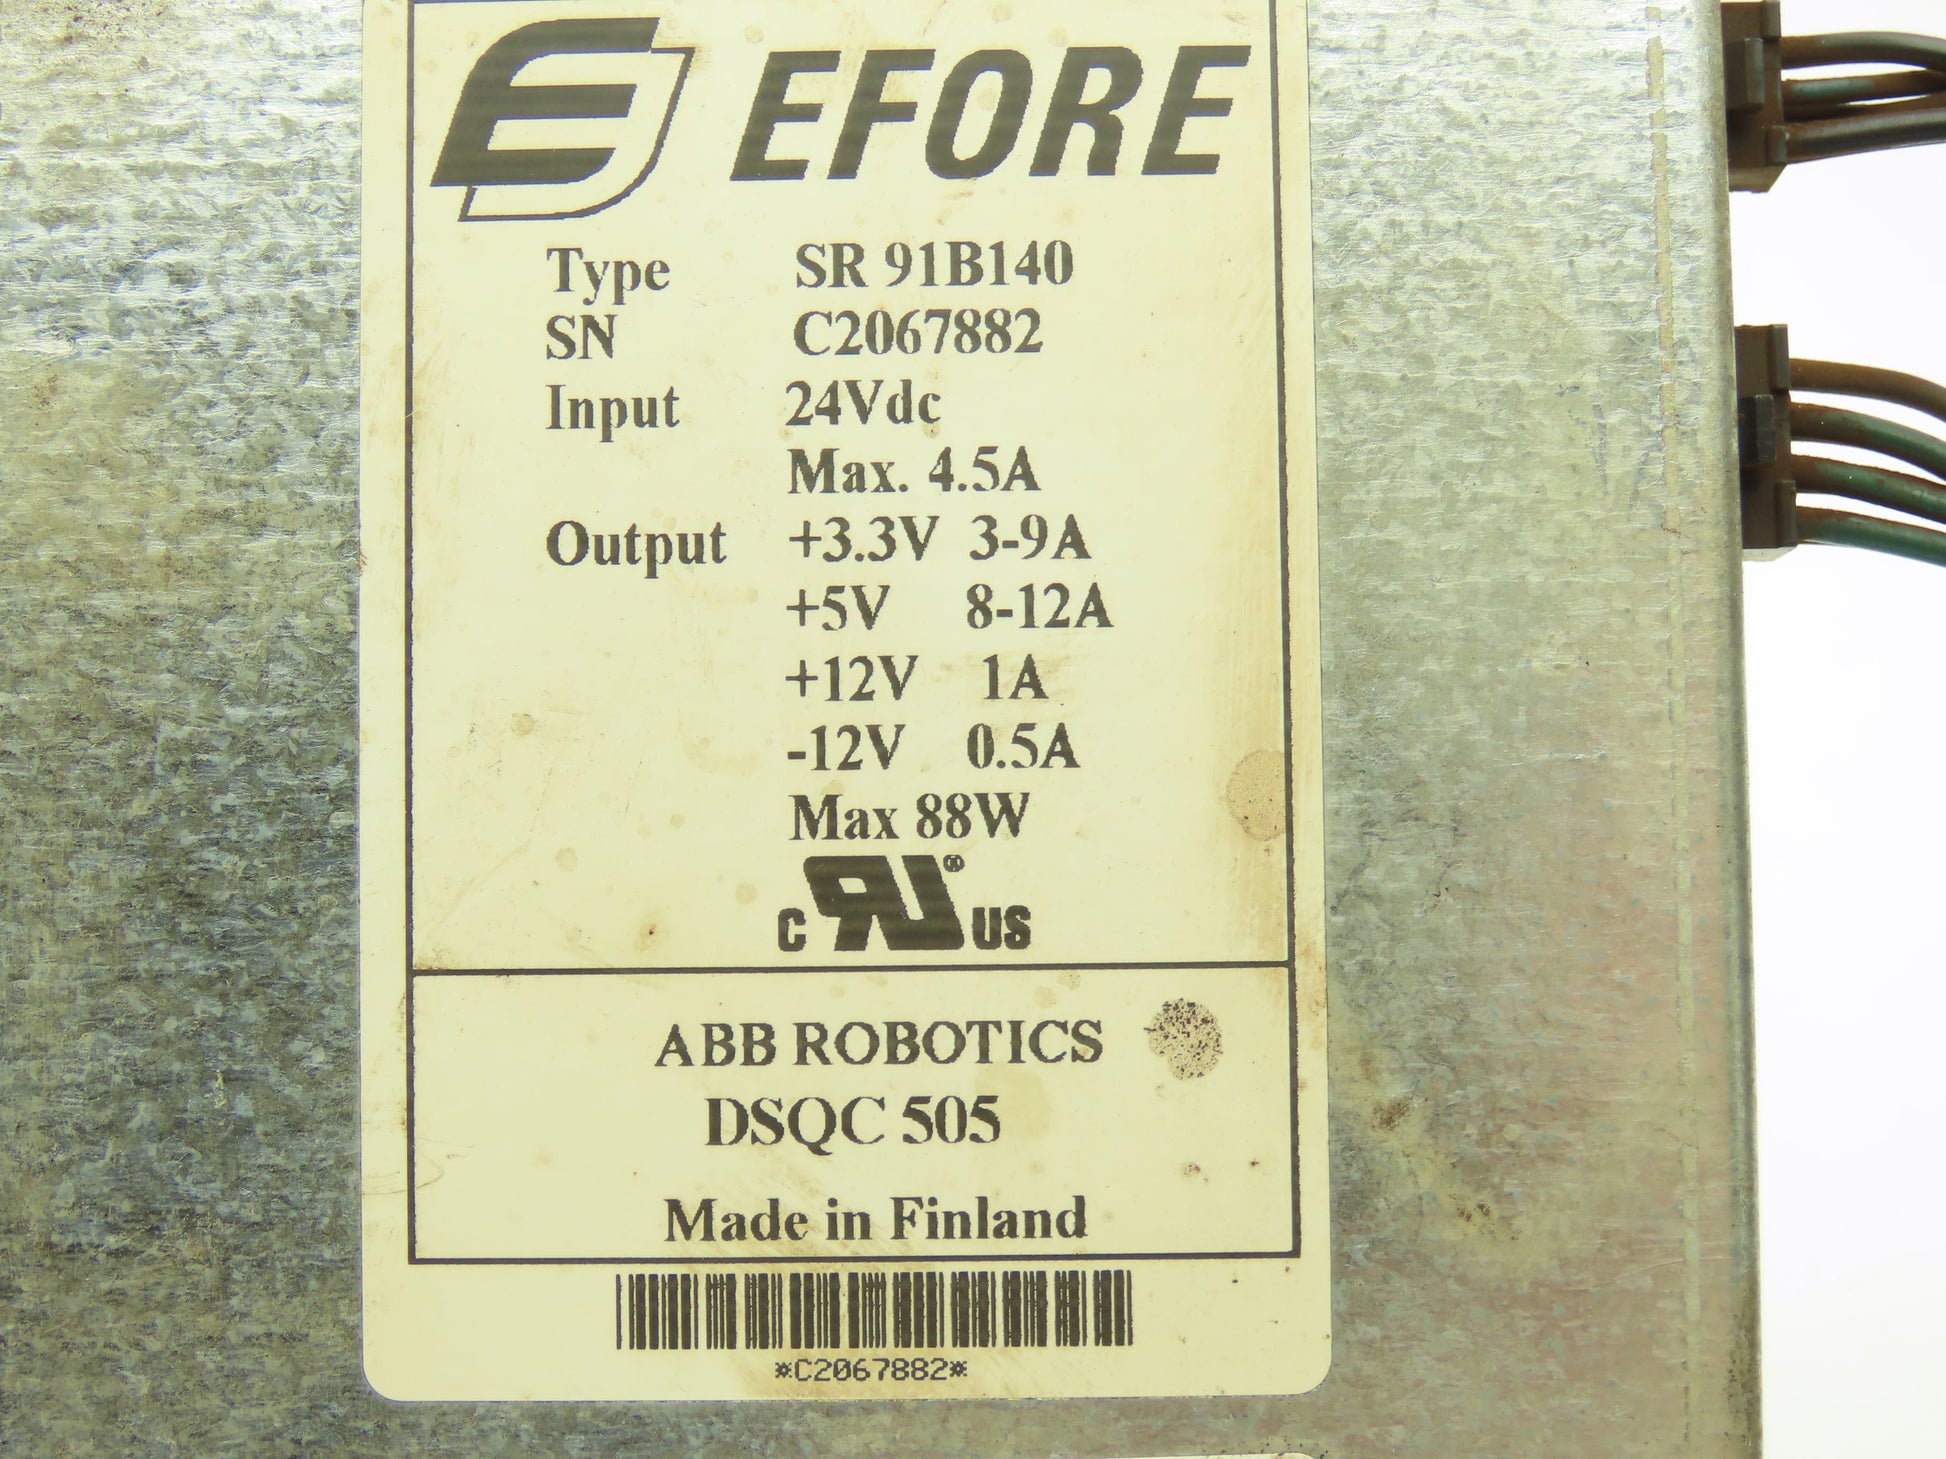 EFORE
Type SR 91B140
SN C2067882
Input 24Vdc
Max. 4.5A
Output +3.3V 3-9A
+5V 8-12A
+12V 1A
-12V 0.5A
Max 88W
C RU® US
ABB ROBOTICS
DSQC 505
Made in Finland
*C2067882*